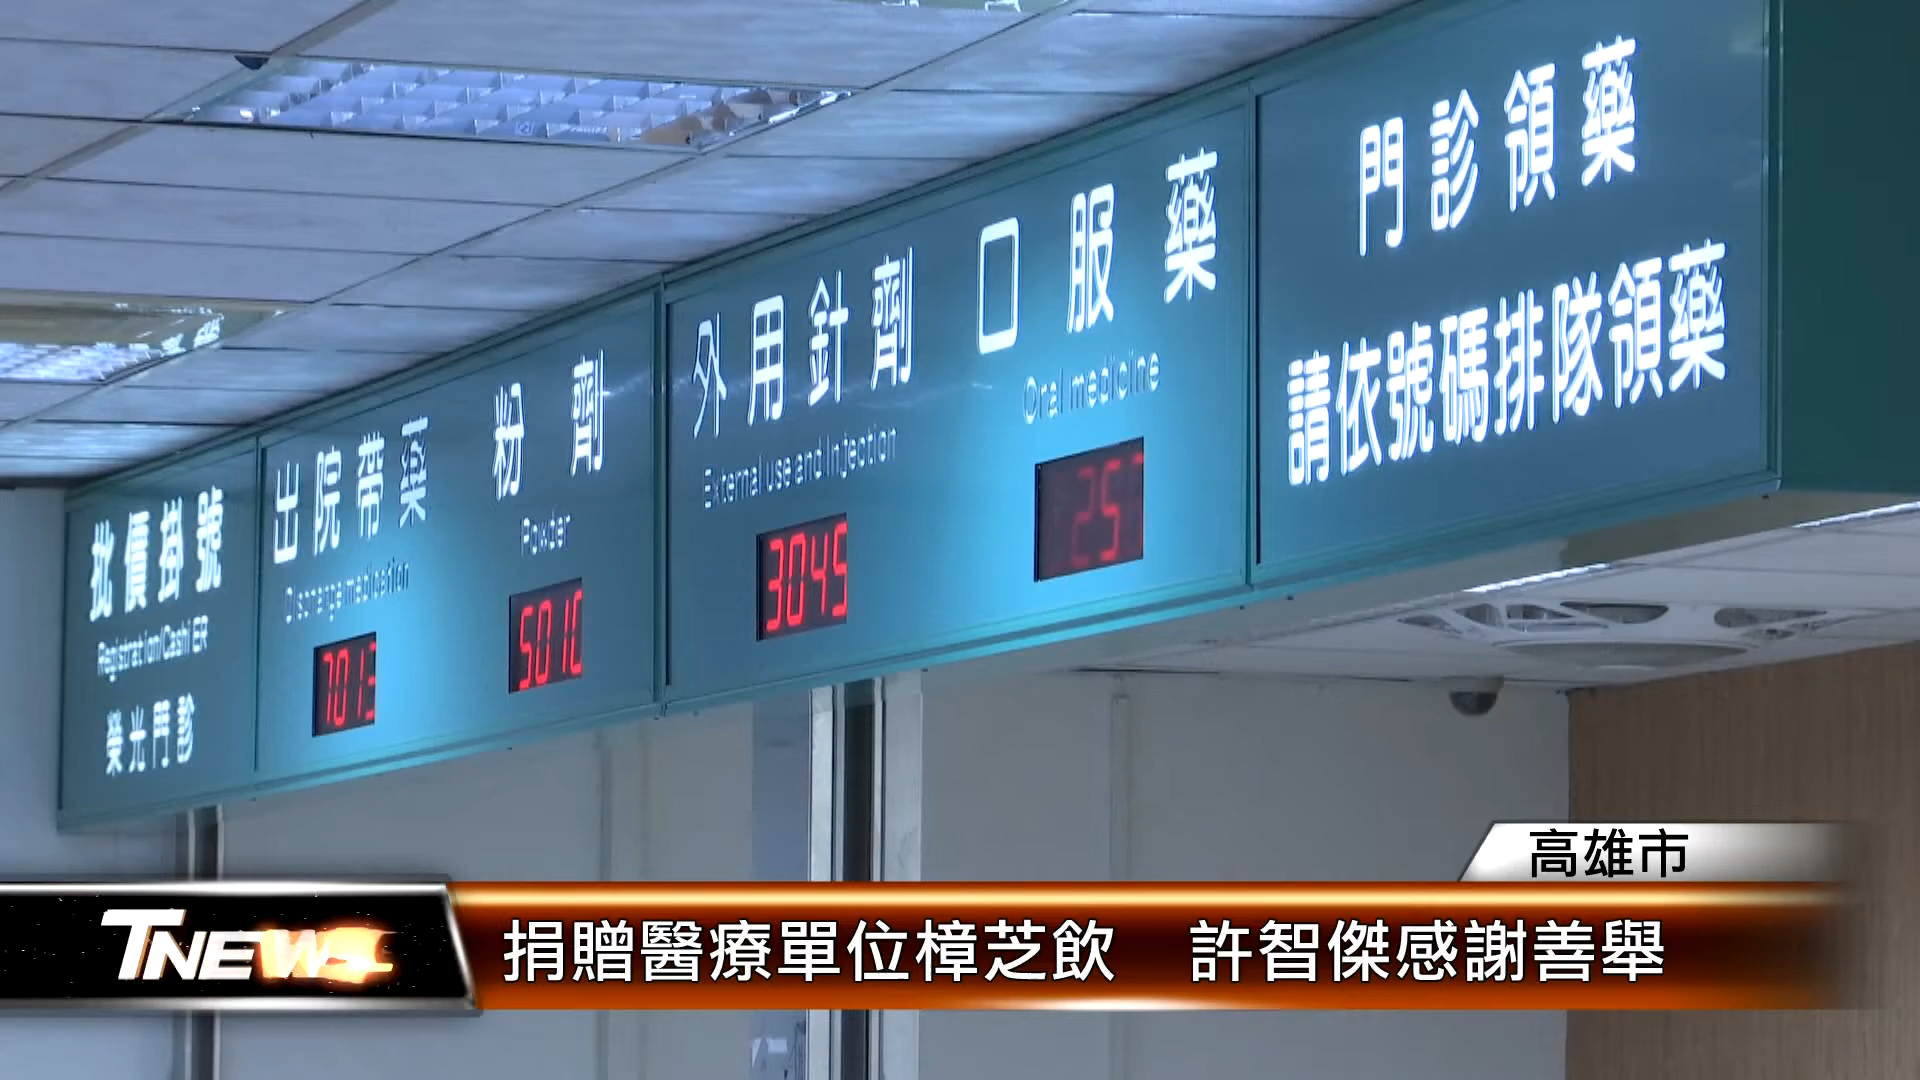 批價掛號
Registration/CashiER
榮光門診
出院帶藥
Discharge medication
7013
粉劑
Powder
5010
外用針劑
External use and Injection
3045
口服藥
Oral medicine
257
門診領藥
請依號碼排隊領藥
高雄市
TNEWS
捐贈醫療單位樟芝飲 許智傑感謝善舉